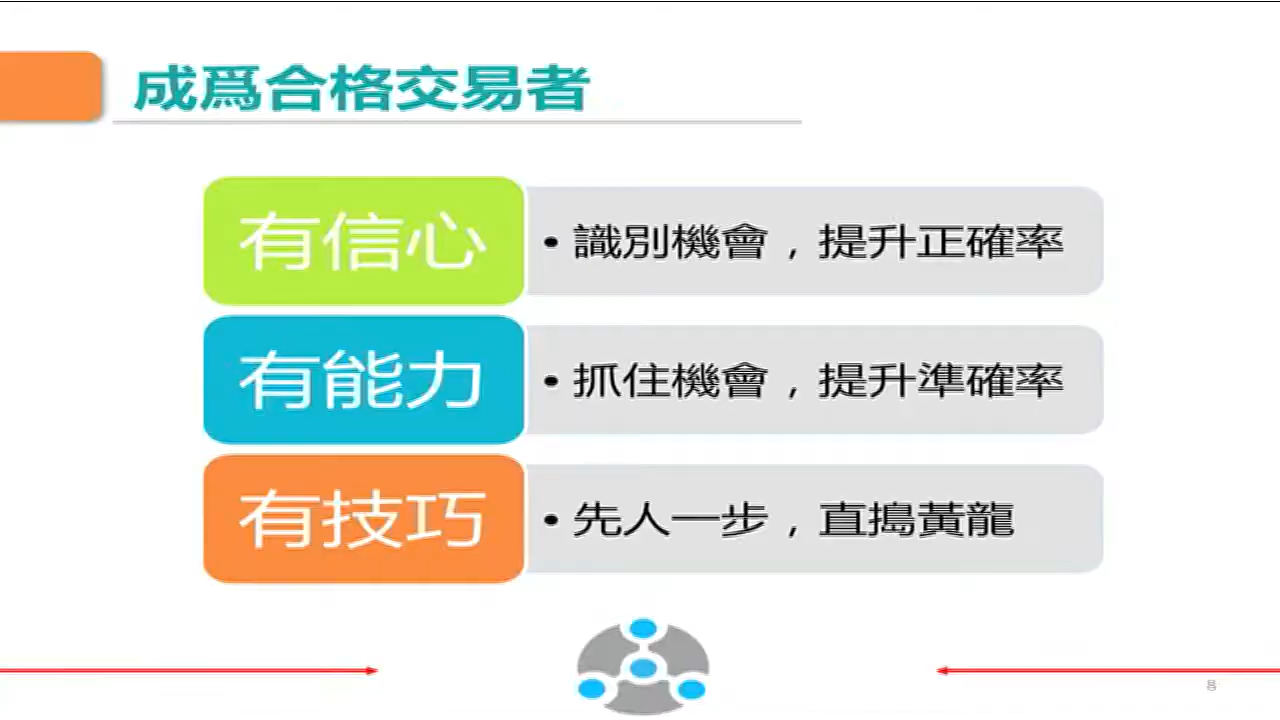 成爲合格交易者
有信心
• 識別機會，提升正確率
有能力
• 抓住機會，提升準確率
有技巧
• 先人一步，直搗黃龍
8